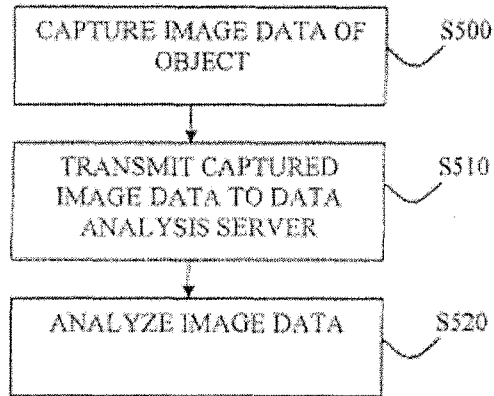 CAPTURE IMAGE DATA OF
OBJECT
S500
TRANSMIT CAPTURED
IMAGE DATA TO DATA
ANALYSIS SERVER
S510
ANALYZE IMAGE DATA
S520